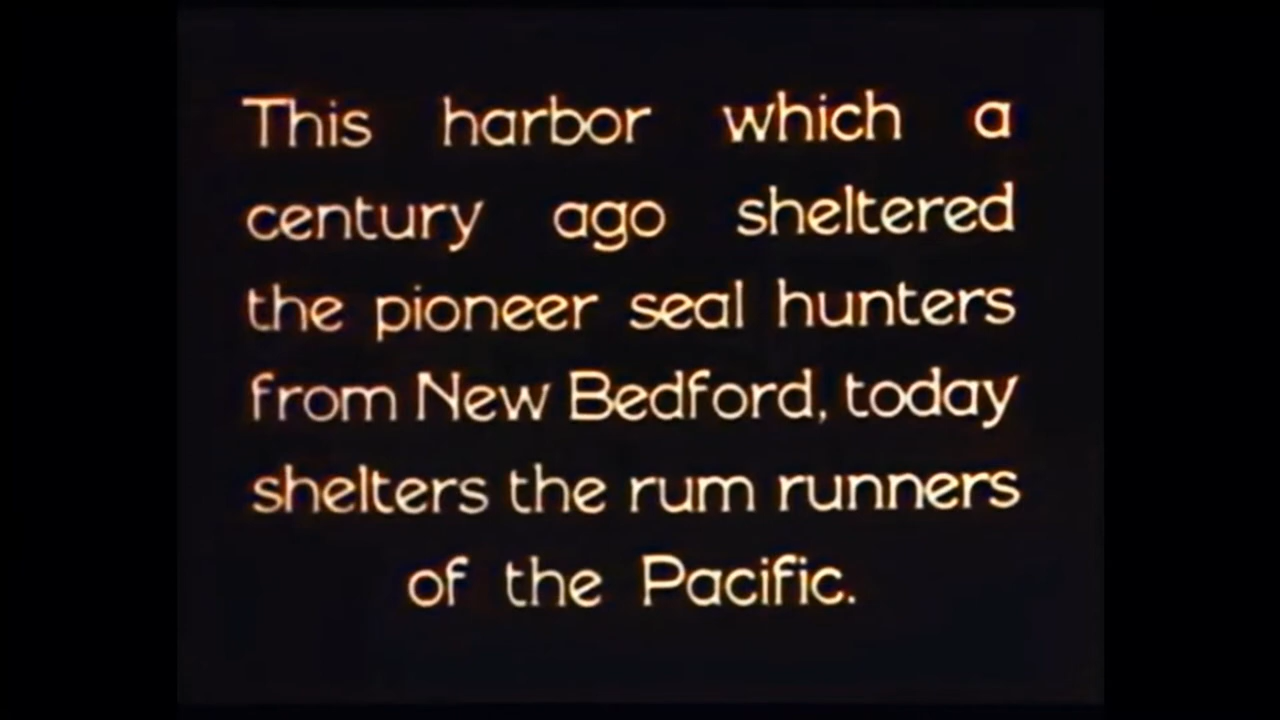 This harbor which a
century ago sheltered
the pioneer seal hunters
from New Bedford, today
shelters the rum runners
of the Pacific.